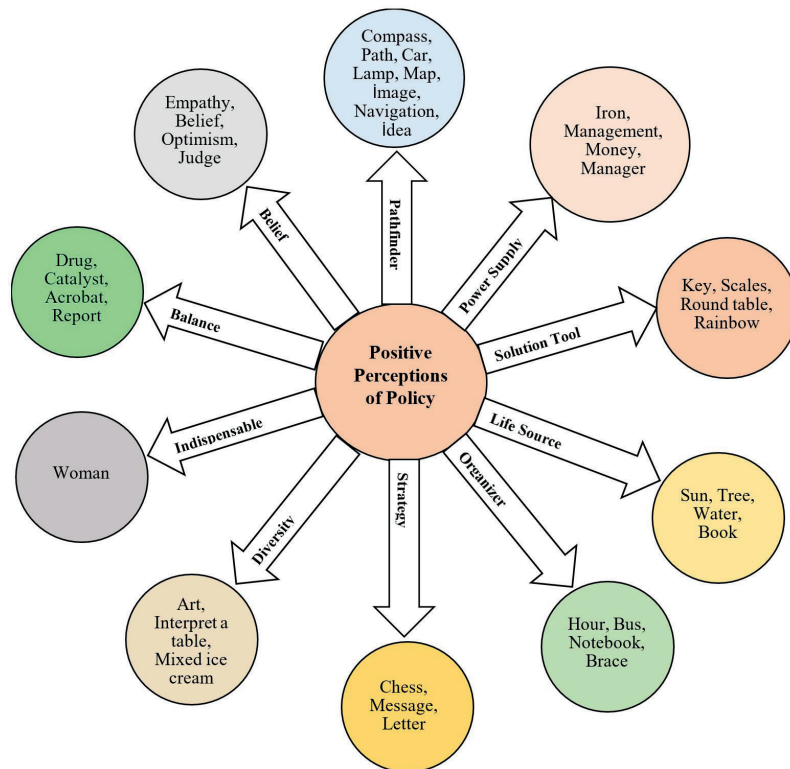 Compass,
Path, Car,
Lamp, Map,
İmage,
Navigation,
İdea
Pathfinder
Iron,
Management,
Money,
Manager
Power Supply
Key, Scales,
Round table,
Rainbow
Solution Tool
Sun, Tree,
Water,
Book
Life Source
Hour, Bus,
Notebook,
Brace
Organizer
Chess,
Message,
Letter
Strategy
Art,
Interpret a
table,
Mixed ice
cream
Diversity
Woman
Indispensable
Drug,
Catalyst,
Acrobat,
Report
Balance
Empathy,
Belief,
Optimism,
Judge
Belief
Positive
Perceptions
of Policy